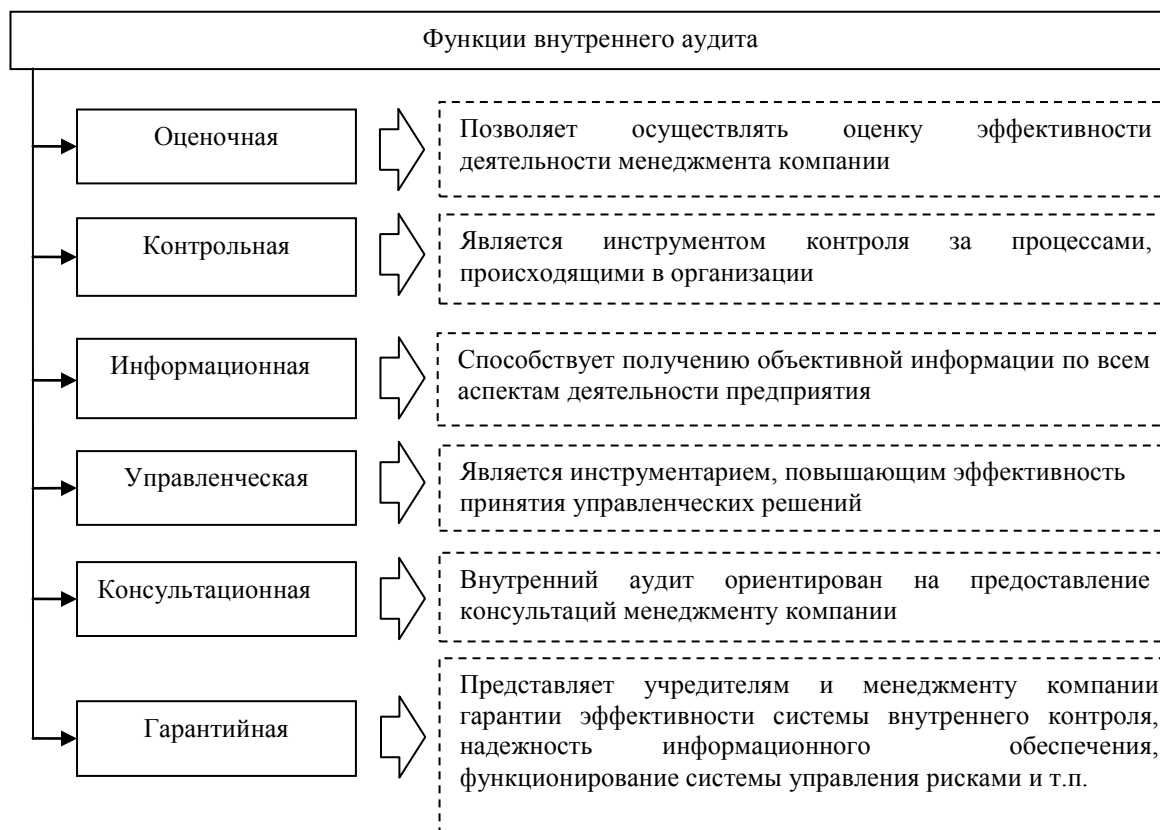 Функции внутреннего аудита
Оценочная
Позволяет осуществлять оценку эффективности
деятельности менеджмента компании
Контрольная
Является инструментом контроля за процессами,
происходящими в организации
Информационная
Способствует получению объективной информации по всем
аспектам деятельности предприятия
Управленческая
Является инструментарием, повышающим эффективность
принятия управленческих решений
Консультационная
Внутренний аудит ориентирован на предоставление
консультаций менеджменту компании
Гарантийная
Представляет учредителям и менеджменту компании
гарантии эффективности системы внутреннего контроля,
надежность информационного обеспечения,
функционирование системы управления рисками и т.п.